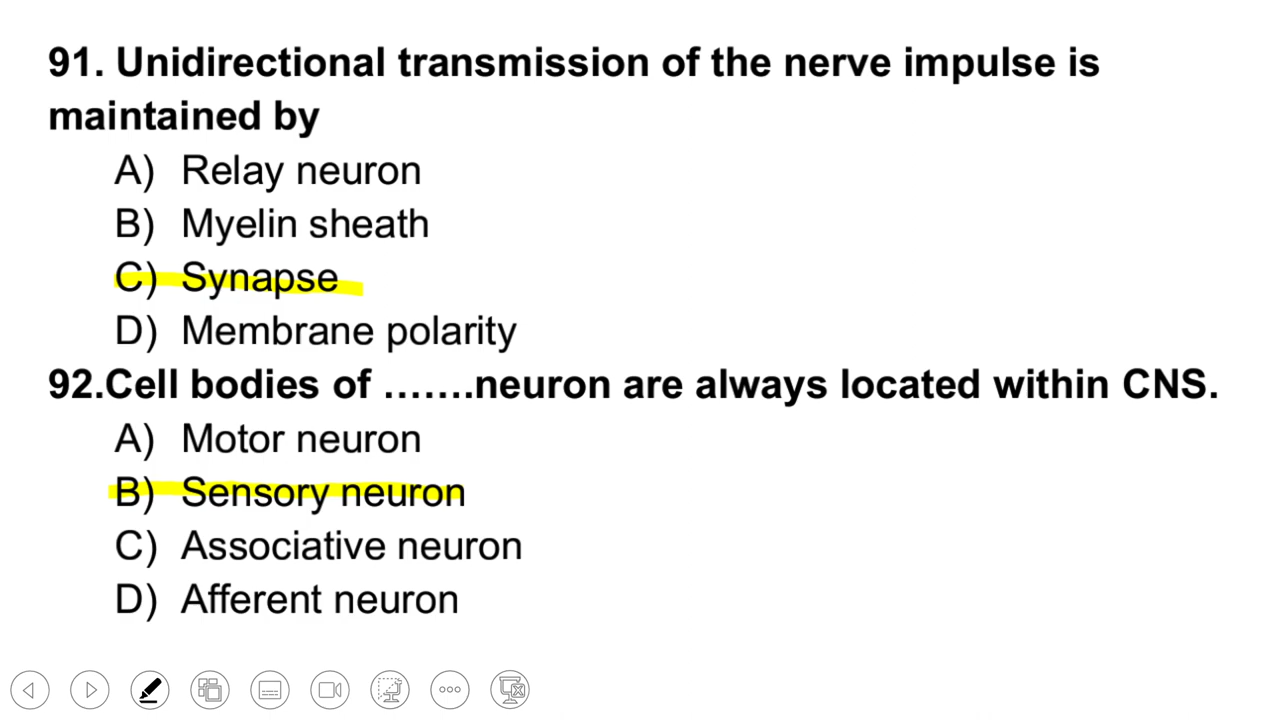 91. Unidirectional transmission of the nerve impulse is
maintained by
A) Relay neuron
B) Myelin sheath
C) Synapse
D) Membrane polarity
92.Cell bodies of …….neuron are always located within CNS.
A) Motor neuron
B) Sensory neuron
C) Associative neuron
D) Afferent neuron